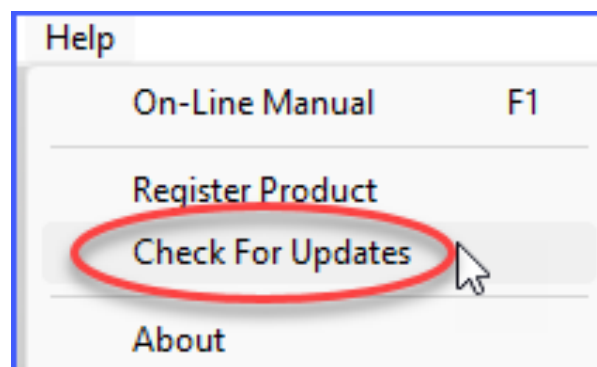 Help
On-Line Manual F1
Register Product
Check For Updates
About